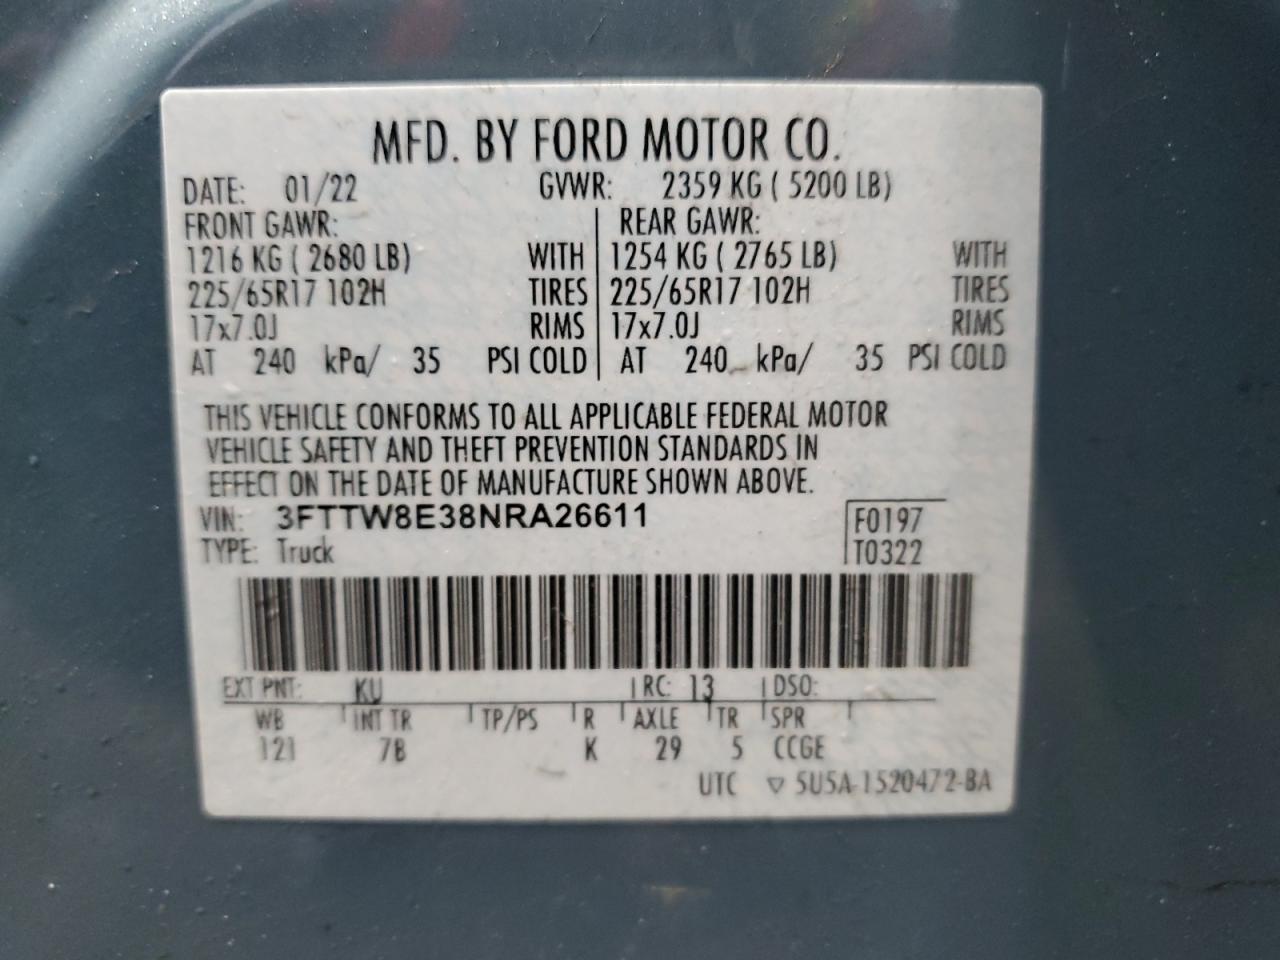 MFD. BY FORD MOTOR CO.
DATE: 01/22 GVWR: 2359 KG ( 5200 LB)
FRONT GAWR: REAR GAWR:
1216 KG ( 2680 LB) WITH 1254 KG ( 2765 LB) WITH
225/65R17 102H TIRES 225/65R17 102H TIRES
17x7.0J RIMS 17x7.0J RIMS
AT 240 kPa/ 35 PSI COLD AT 240 kPa/ 35 PSI COLD
THIS VEHICLE CONFORMS TO ALL APPLICABLE FEDERAL MOTOR
VEHICLE SAFETY AND THEFT PREVENTION STANDARDS IN
EFFECT ON THE DATE OF MANUFACTURE SHOWN ABOVE.
VIN: 3FTTW8E38NRA26611 F0197
TYPE: Truck T0322
EXT PNT: KU RC: 13 DSO:
WB INT TR TP/PS R AXLE TR SPR
121 7B K 29 5 CCGE
UTC ▽ 5U5A-1520472-BA